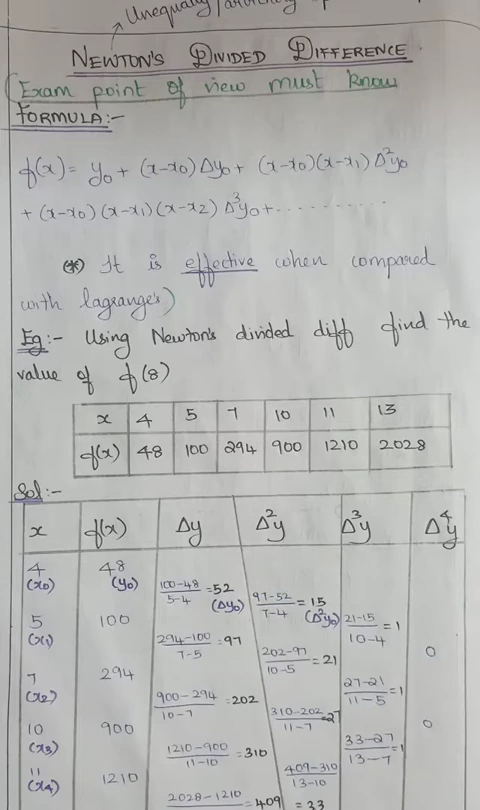 Unequally
NEWTON'S DIVIDED DIFFERENCE
(Exam point of view must know
FORMULA:-
f(x) = y₀ + (x-x₀) Δy₀ + (x-x₀)(x-x₁) Δ²y₀
+ (x-x₀) (x-x₁) (x-x₂) Δ³y₀ + ..........
(*) It is effective when compared
with lagrange's)
Eg:- Using Newton's divided diff find the
value of f(8)
x 4 5 7 10 11 13
f(x) 48 100 294 900 1210 2028
Sol:-
x f(x) Δy Δ²y Δ³y Δ⁴y
4 48
(x₀) (y₀) 100-48/5-4 = 52 (Δy₀) 97-52/7-4 = 15 (Δ²y₀)
5 100 21-15/10-4 = 1
(x₁) 294-100/7-5 = 97 202-97/10-5 = 21 0
7 294 27-21/11-5 = 1
(x₂) 900-294/10-7 = 202 310-202/11-7 = 27 0
10 900 33-27/13-7 = 1
(x₃) 1210-900/11-10 = 310 409-310/13-10
11 1210
(x₄) 2028-1210 = 409 = 33